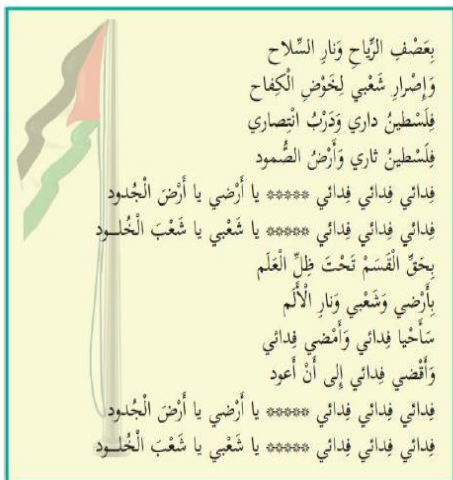 بِعَصْفِ الرِّياحِ وَنارِ السِّلاح
وَإِصْرارِ شَعْبي لِخَوْضِ الْكِفاح
فِلَسْطينُ داري وَدَرْبُ انْتِصاري
فِلَسْطينُ ثاري وَأَرْضُ الصُّمود
فِدائي فِدائي فِدائي ***** يا أَرْضي يا أَرْضَ الْجُدود
فِدائي فِدائي فِدائي ***** يا شَعْبي يا شَعْبَ الْخُلـــود
بِحَقِّ الْقَسَمْ تَحْتَ ظِلِّ الْعَلَم
بِأَرْضي وَشَعْبي وَنارِ الْأَلَم
سَأَحْيا فِدائي وَأَمْضي فِدائي
وَأَقْضي فِدائي إِلى أَنْ أَعود
فِدائي فِدائي فِدائي ***** يا أَرْضي يا أَرْضَ الْجُدود
فِدائي فِدائي فِدائي ***** يا شَعْبي يا شَعْبَ الْخُلـــود